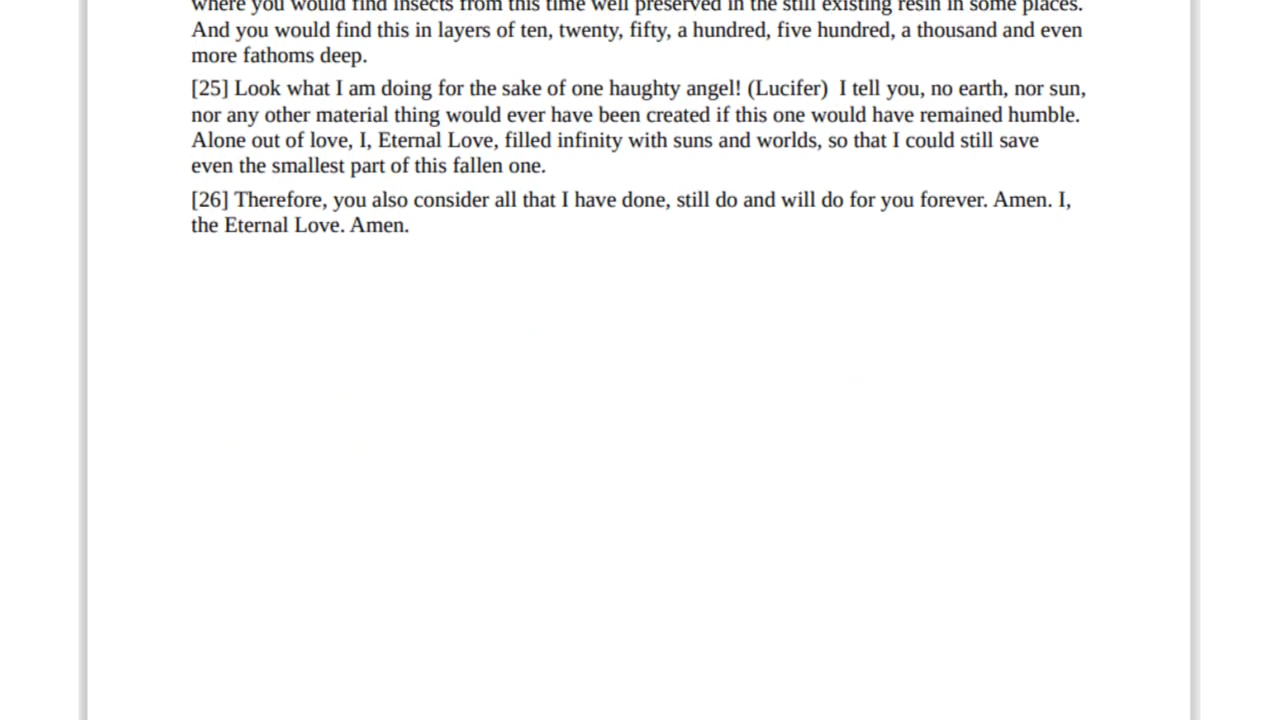 where you would find insects from this time well preserved in the still existing resin in some places.
And you would find this in layers of ten, twenty, fifty, a hundred, five hundred, a thousand and even
more fathoms deep.
[25] Look what I am doing for the sake of one haughty angel! (Lucifer)  I tell you, no earth, nor sun,
nor any other material thing would ever have been created if this one would have remained humble.
Alone out of love, I, Eternal Love, filled infinity with suns and worlds, so that I could still save
even the smallest part of this fallen one.
[26] Therefore, you also consider all that I have done, still do and will do for you forever. Amen. I,
the Eternal Love. Amen.